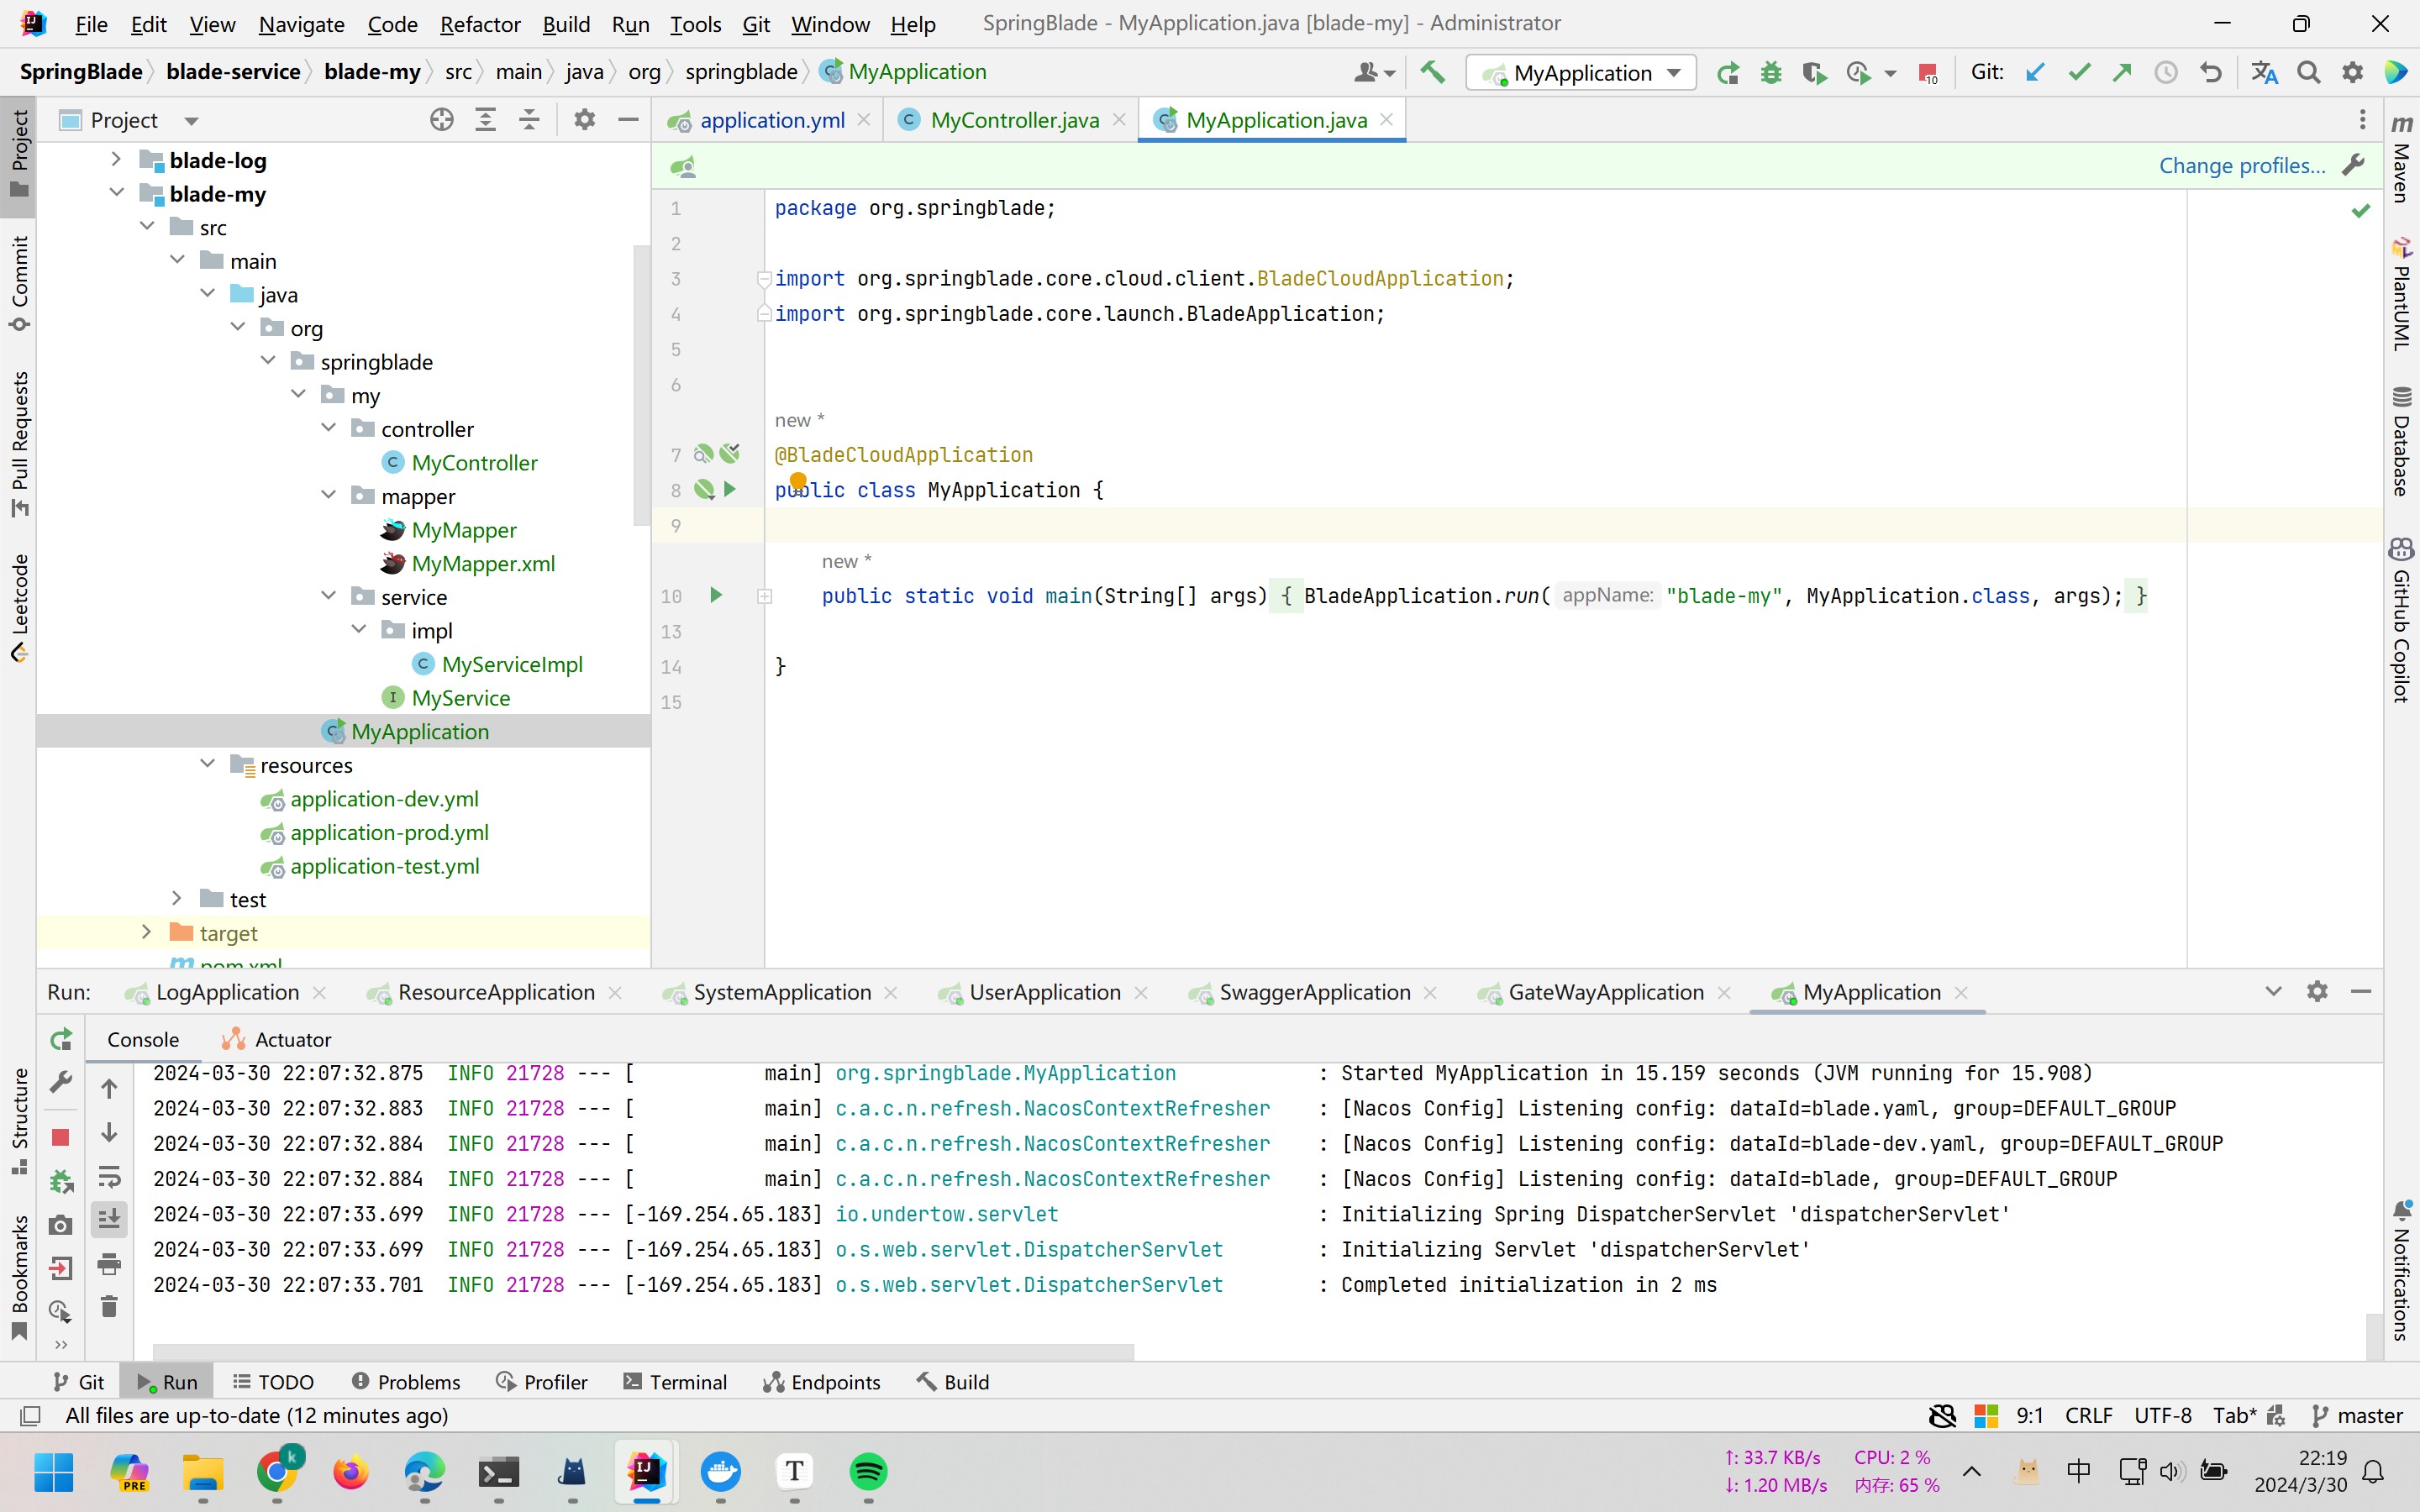 File Edit View Navigate Code Refactor Build Run Tools Git Window Help SpringBlade - MyApplication.java [blade-my] - Administrator
SpringBlade blade-service blade-my src main java org springblade MyApplication MyApplication 10 Git:
Project application.yml MyController.java MyApplication.java
Change profiles...
Project
Commit
Pull Requests
Leetcode
Structure
Bookmarks
blade-log
blade-my
src
main
java
org
springblade
my
controller
MyController
mapper
MyMapper
MyMapper.xml
service
impl
MyServiceImpl
MyService
MyApplication
resources
application-dev.yml
application-prod.yml
application-test.yml
test
target
pom.xml
1 package org.springblade;
2
3 import org.springblade.core.cloud.client.BladeCloudApplication;
4 import org.springblade.core.launch.BladeApplication;
5
6
new *
7 @BladeCloudApplication
8 public class MyApplication {
9
new *
10 public static void main(String[] args) { BladeApplication.run( appName: "blade-my", MyApplication.class, args); }
13
14 }
15
m Maven
PlantUML
Database
GitHub Copilot
Notifications
Run: LogApplication ResourceApplication SystemApplication UserApplication SwaggerApplication GateWayApplication MyApplication
Console Actuator
2024-03-30 22:07:32.875 INFO 21728 --- [ main] org.springblade.MyApplication : Started MyApplication in 15.159 seconds (JVM running for 15.908)
2024-03-30 22:07:32.883 INFO 21728 --- [ main] c.a.c.n.refresh.NacosContextRefresher : [Nacos Config] Listening config: dataId=blade.yaml, group=DEFAULT_GROUP
2024-03-30 22:07:32.884 INFO 21728 --- [ main] c.a.c.n.refresh.NacosContextRefresher : [Nacos Config] Listening config: dataId=blade-dev.yaml, group=DEFAULT_GROUP
2024-03-30 22:07:32.884 INFO 21728 --- [ main] c.a.c.n.refresh.NacosContextRefresher : [Nacos Config] Listening config: dataId=blade, group=DEFAULT_GROUP
2024-03-30 22:07:33.699 INFO 21728 --- [-169.254.65.183] io.undertow.servlet : Initializing Spring DispatcherServlet 'dispatcherServlet'
2024-03-30 22:07:33.699 INFO 21728 --- [-169.254.65.183] o.s.web.servlet.DispatcherServlet : Initializing Servlet 'dispatcherServlet'
2024-03-30 22:07:33.701 INFO 21728 --- [-169.254.65.183] o.s.web.servlet.DispatcherServlet : Completed initialization in 2 ms
Git Run TODO Problems Profiler Terminal Endpoints Build
All files are up-to-date (12 minutes ago) 9:1 CRLF UTF-8 Tab* master
PRE k IJ T
↑: 33.7 KB/s CPU: 2 %
↓: 1.20 MB/s 内存: 65 %
中
22:19
2024/3/30